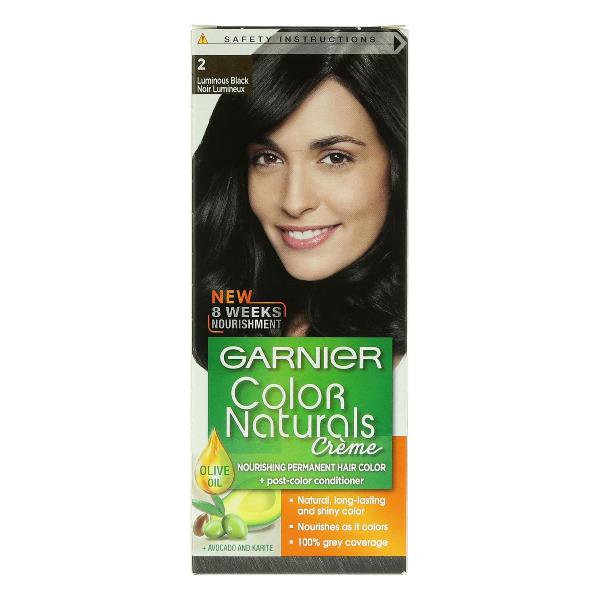 SAFETY INSTRUCTIONS
2
Luminous Black
Noir Lumineux
NEW
8 WEEKS
NOURISHMENT
GARNIER
Color
Naturals
Crème
NOURISHING PERMANENT HAIR COLOR
+ post-color conditioner
OLIVE
OIL
• Natural, long-lasting
and shiny color
• Nourishes as it colors
• 100% grey coverage
+ AVOCADO AND KARITE